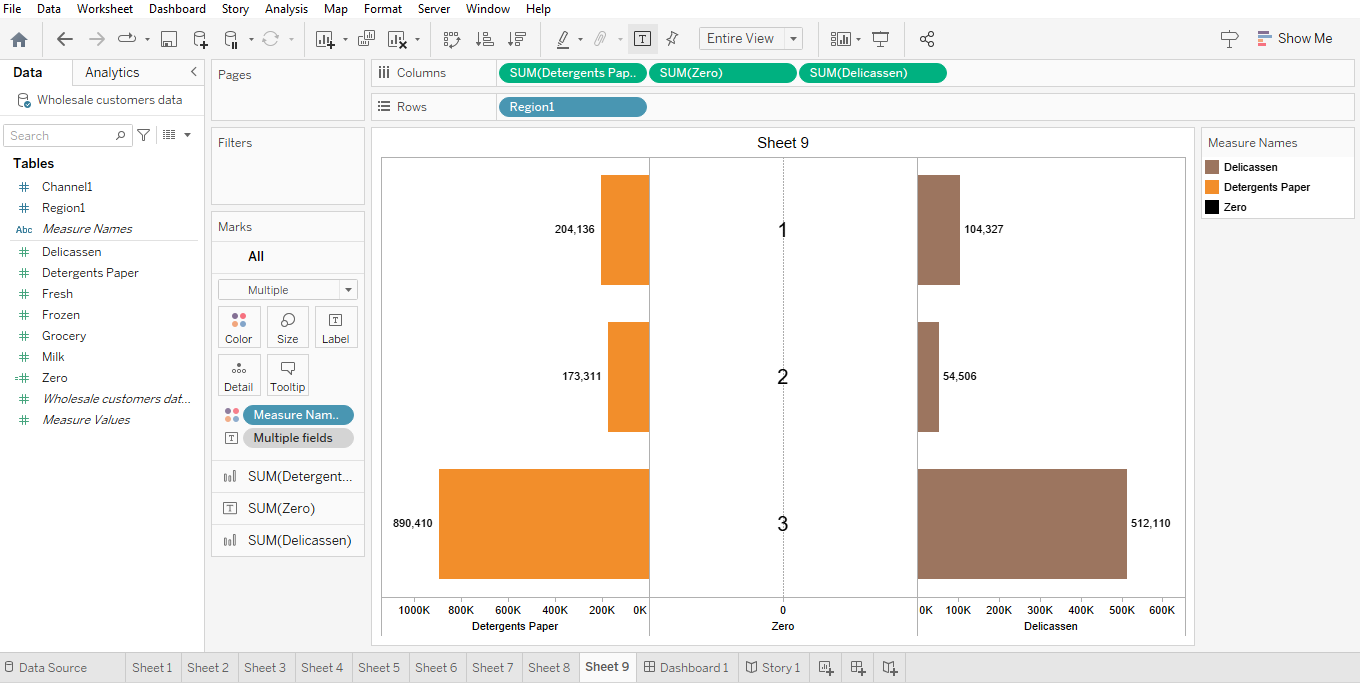 File Data Worksheet Dashboard Story Analysis Map Format Server Window Help
Entire View
Show Me
Data Analytics
Wholesale customers data
Search
Tables
Channel1
Region1
Abc Measure Names
Delicassen
Detergents Paper
Fresh
Frozen
Grocery
Milk
Zero
Wholesale customers dat...
Measure Values
Pages
Filters
Marks
All
Multiple
Color Size Label
Detail Tooltip
Measure Nam..
Multiple fields
SUM(Detergent...
SUM(Zero)
SUM(Delicassen)
Columns SUM(Detergents Pap.. SUM(Zero) SUM(Delicassen)
Rows Region1
Sheet 9
204,136 1 104,327
173,311 2 54,506
890,410 3 512,110
1000K 800K 600K 400K 200K 0K 0 0K 100K 200K 300K 400K 500K 600K
Detergents Paper Zero Delicassen
Measure Names
Delicassen
Detergents Paper
Zero
Data Source Sheet 1 Sheet 2 Sheet 3 Sheet 4 Sheet 5 Sheet 6 Sheet 7 Sheet 8 Sheet 9 Dashboard 1 Story 1